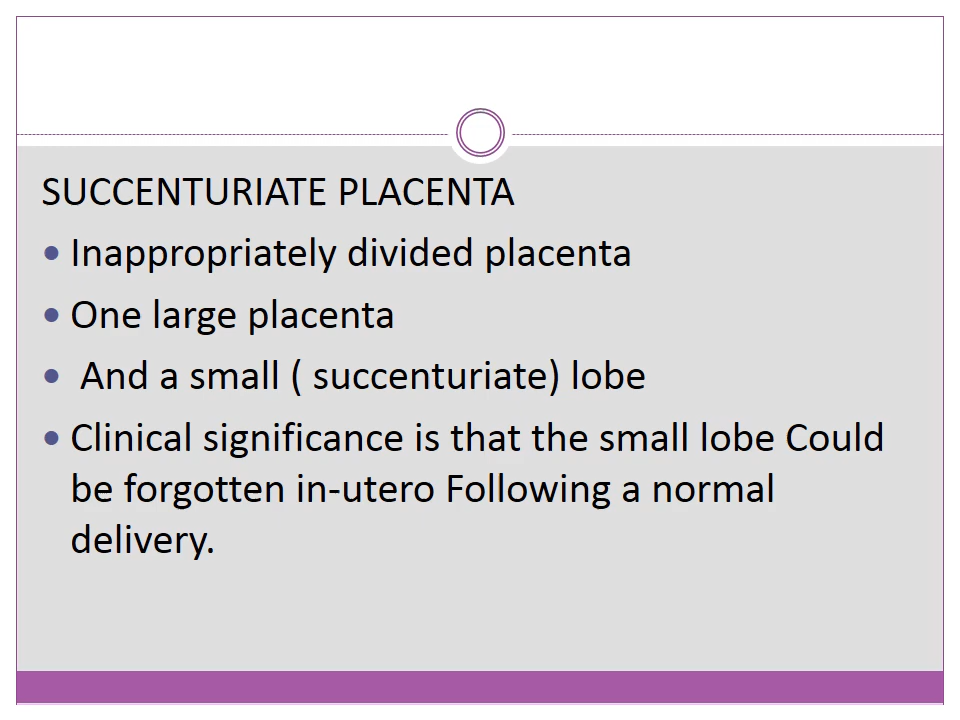 SUCCENTURIATE PLACENTA
• Inappropriately divided placenta
• One large placenta
• And a small ( succenturiate) lobe
• Clinical significance is that the small lobe Could
be forgotten in-utero Following a normal
delivery.